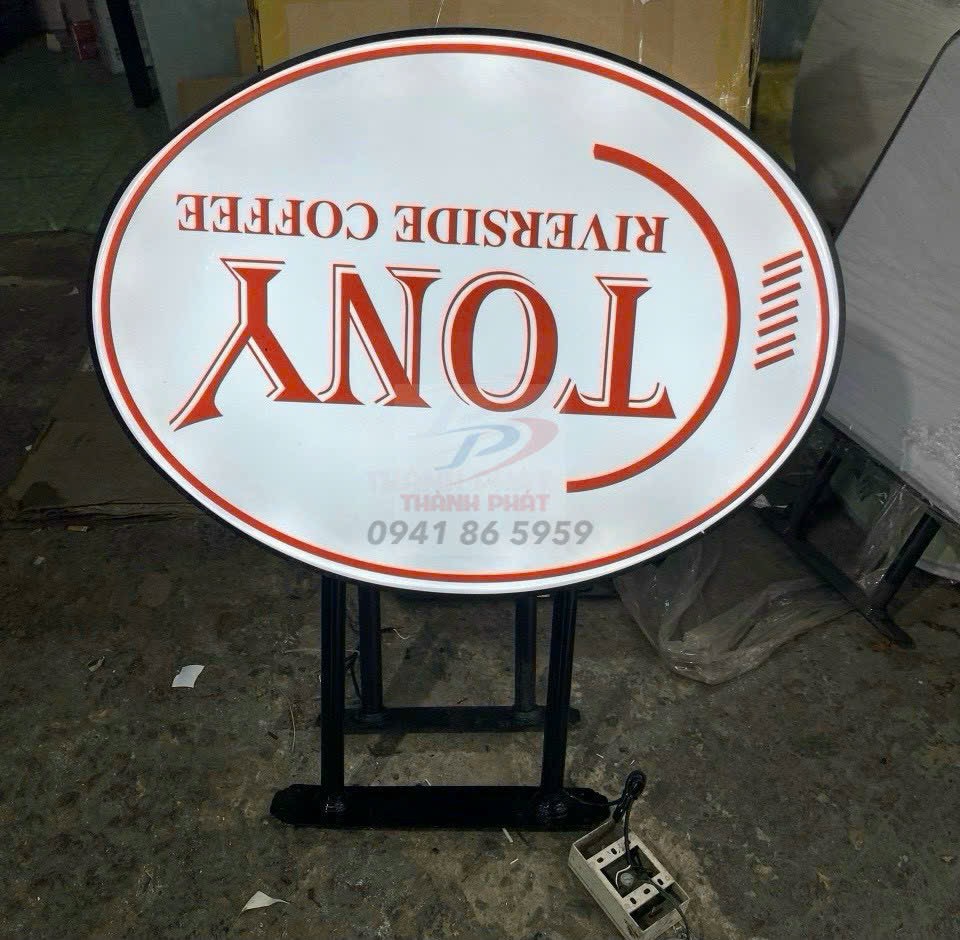 TONY
RIVERSIDE COFFEE
THÀNH PHÁT
0941 86 5959